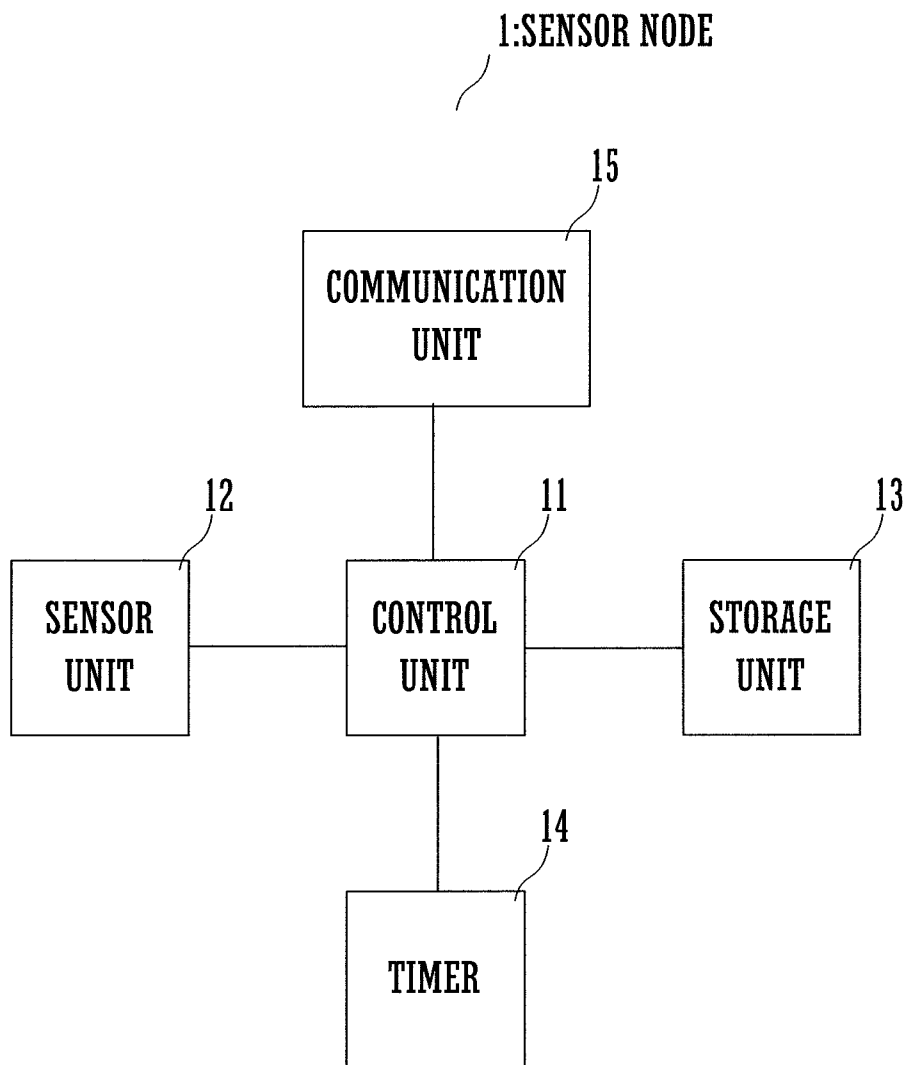 1:SENSOR NODE
15
COMMUNICATION
UNIT
12
11
13
SENSOR
UNIT
CONTROL
UNIT
STORAGE
UNIT
14
TIMER